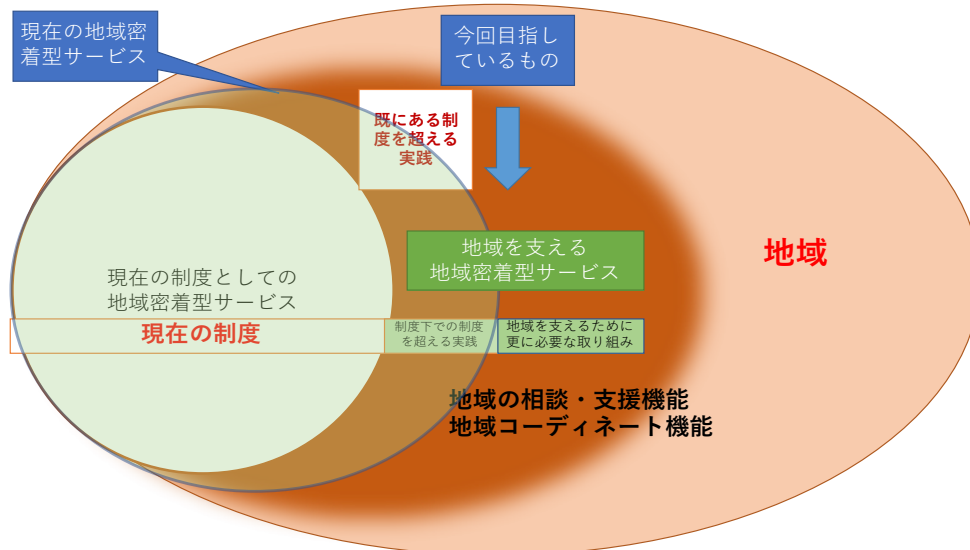 現在の地域密
着型サービス
今回目指し
ているもの
既にある制
度を超える
実践
地域を支える
地域密着型サービス
地域
現在の制度としての
地域密着型サービス
現在の制度
制度下での制度
を超える実践
地域を支えるために
更に必要な取り組み
地域の相談・支援機能
地域コーディネート機能